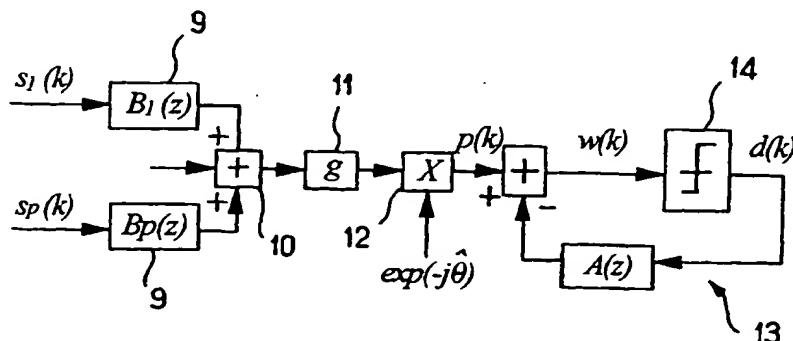 9
s1(k)
B1(z)
+
+
+
10
g
11
X
12
exp(-jθ̂)
p(k)
+
+
−
w(k)
14
d(k)
A(z)
13
sp(k)
Bp(z)
9